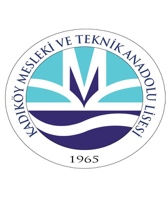 KADIKÖY MESLEKİ VE TEKNİK ANADOLU LİSESİ
1965